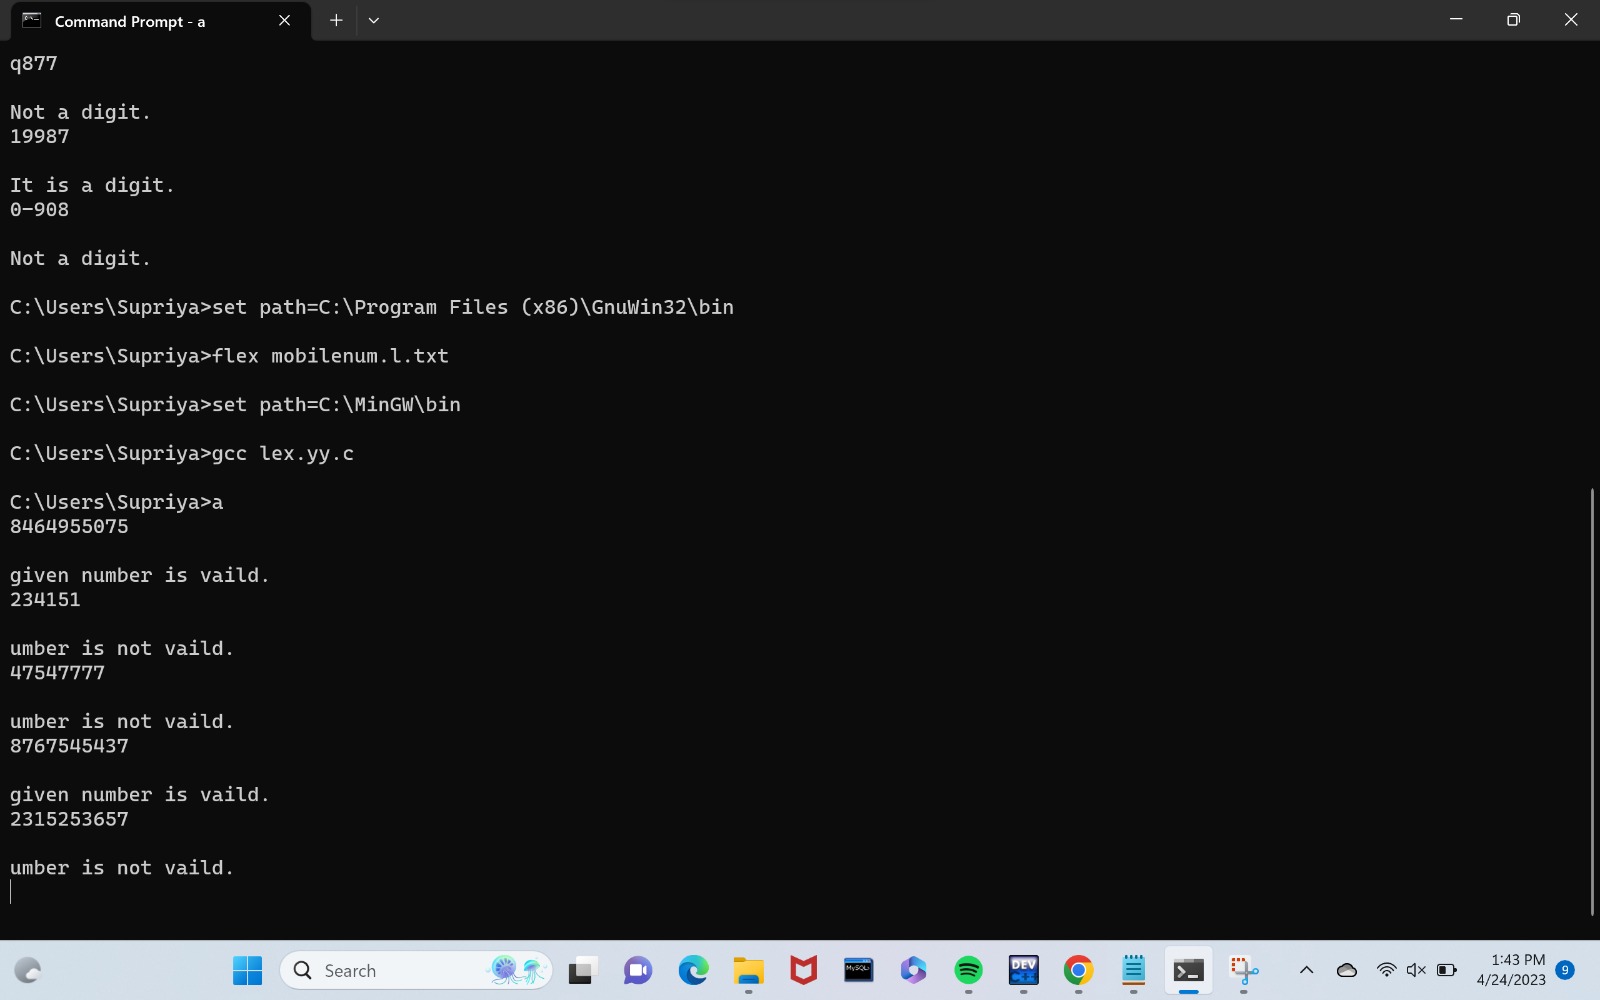 Command Prompt - a
q877
Not a digit.
19987
It is a digit.
0-908
Not a digit.
C:\Users\Supriya>set path=C:\Program Files (x86)\GnuWin32\bin
C:\Users\Supriya>flex mobilenum.l.txt
C:\Users\Supriya>set path=C:\MinGW\bin
C:\Users\Supriya>gcc lex.yy.c
C:\Users\Supriya>a
8464955075
given number is vaild.
234151
umber is not vaild.
47547777
umber is not vaild.
8767545437
given number is vaild.
2315253657
umber is not vaild.
Search
MySQL
DEV
C++
1:43 PM
4/24/2023
9